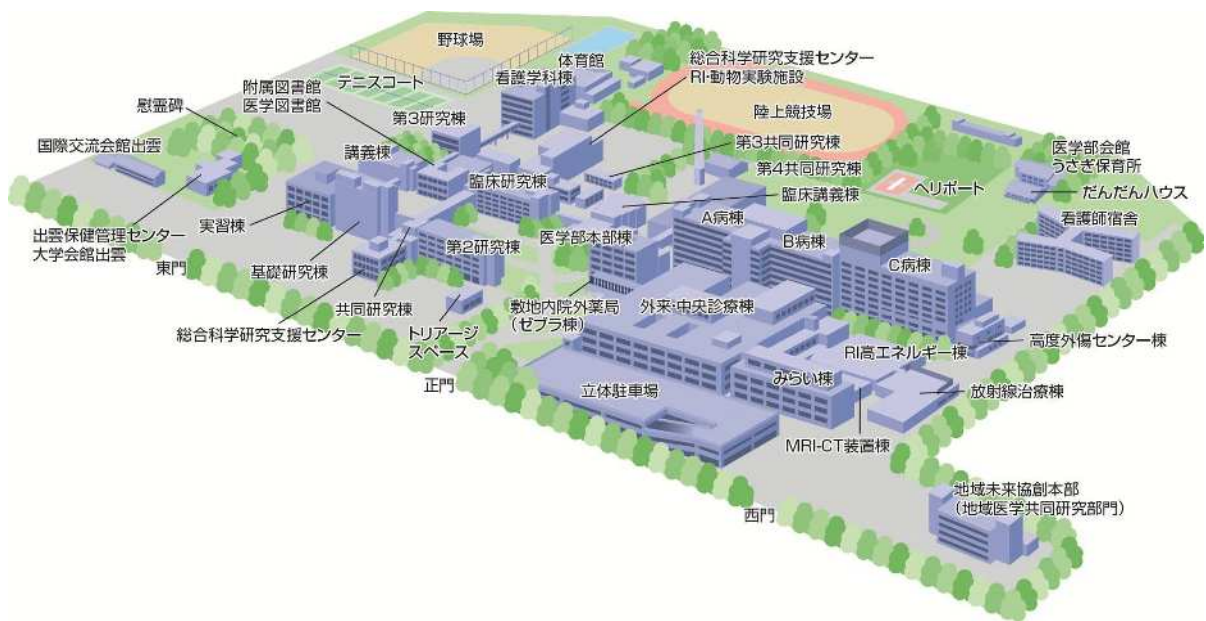 野球場
体育館
総合科学研究支援センター
RI・動物実験施設
看護学科棟
テニスコート
附属図書館
医学図書館
慰霊碑
陸上競技場
第3研究棟
国際交流会館出雲
講義棟
第3共同研究棟
医学部会館
うさぎ保育所
第4共同研究棟
臨床研究棟
ヘリポート
だんだんハウス
臨床講義棟
実習棟
A病棟
看護師宿舎
出雲保健管理センター
大学会館出雲
医学部本部棟
B病棟
第2研究棟
東門
基礎研究棟
C病棟
共同研究棟
敷地内院外薬局
(ゼブラ棟)
外来・中央診療棟
総合科学研究支援センター
トリアージ
スペース
高度外傷センター棟
RI高エネルギー棟
正門
立体駐車場
みらい棟
放射線治療棟
MRI-CT装置棟
地域未来協創本部
(地域医学共同研究部門)
西門